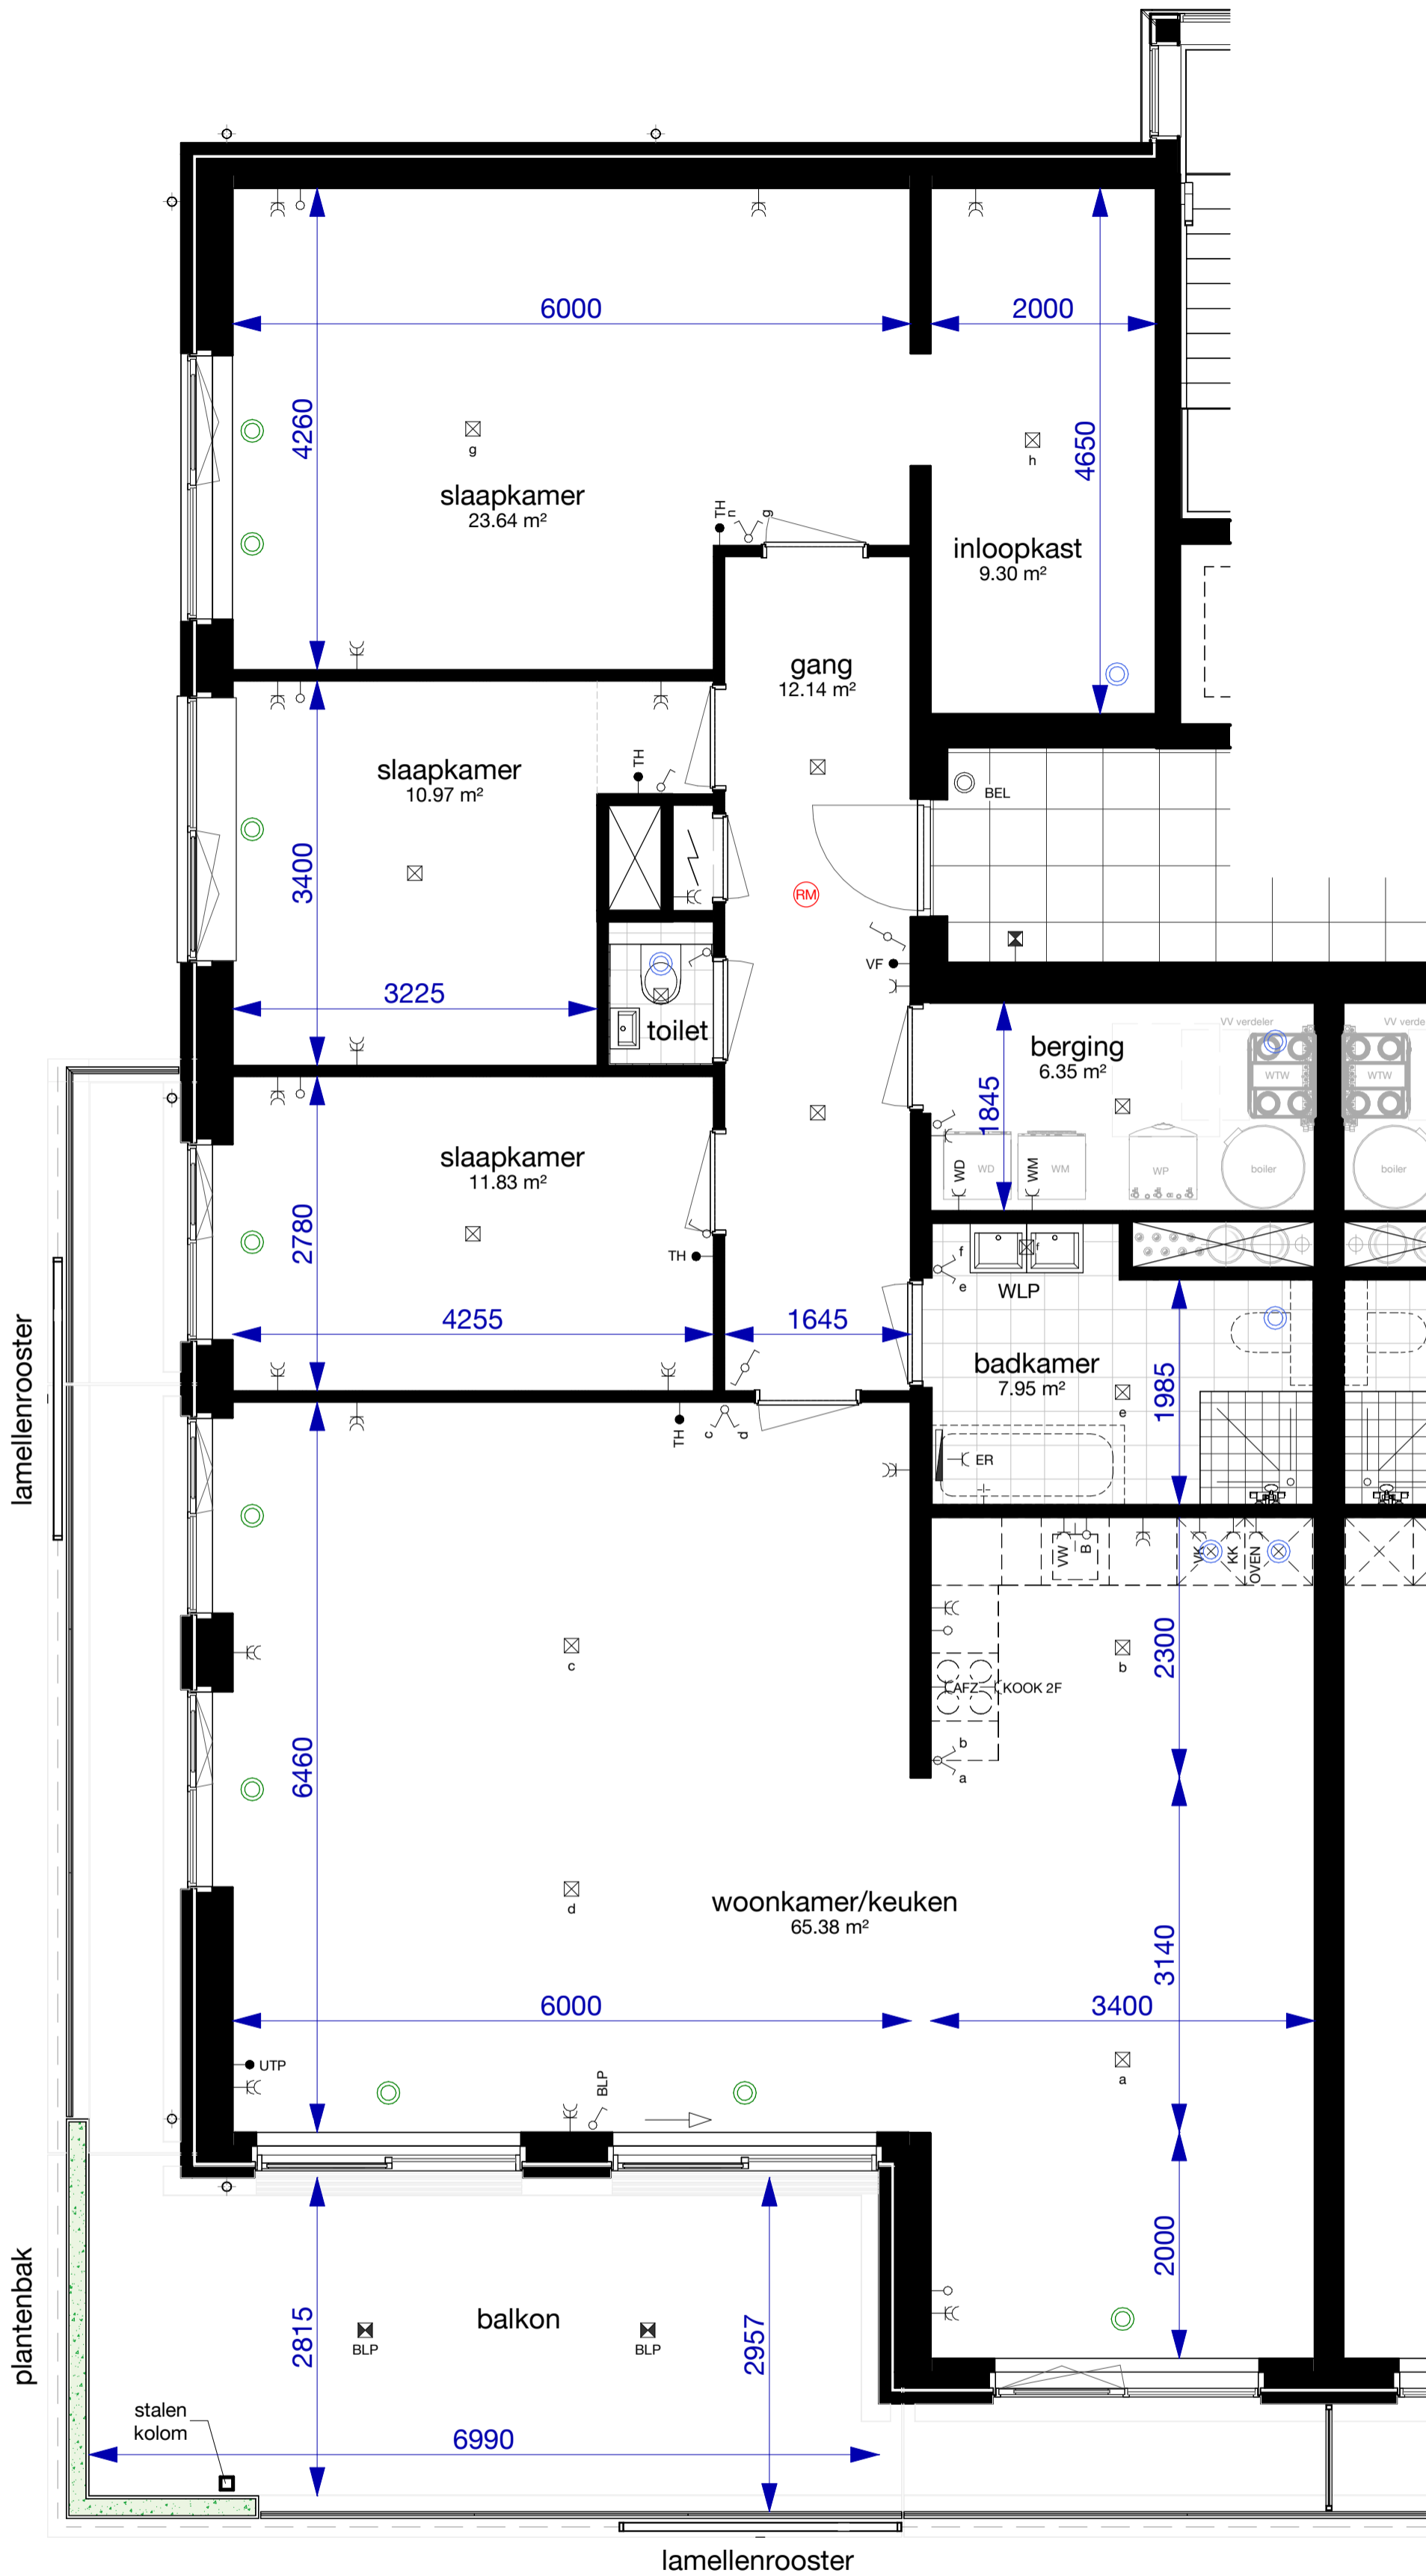 6000
2000
4260
4650
g
slaapkamer
23.64 m²
h
TH
n
g
inloopkast
9.30 m²
gang
12.14 m²
slaapkamer
10.97 m²
TH
BEL
3400
RM
VF
3225
toilet
berging
6.35 m²
VV verdeler
WTW
WTW
1845
WD
WD
WM
WM
WP
boiler
boiler
slaapkamer
11.83 m²
2780
TH
f
f
e
WLP
4255
1645
badkamer
7.95 m²
1985
e
lamellenrooster
TH
c
d
ER
VW
B
VK
KK
OVEN
c
b
2300
AFZ
KOOK 2F
b
a
6460
d
woonkamer/keuken
65.38 m²
3140
6000
3400
a
UTP
BLP
2000
plantenbak
2815
balkon
BLP
BLP
2957
stalen
kolom
6990
lamellenrooster